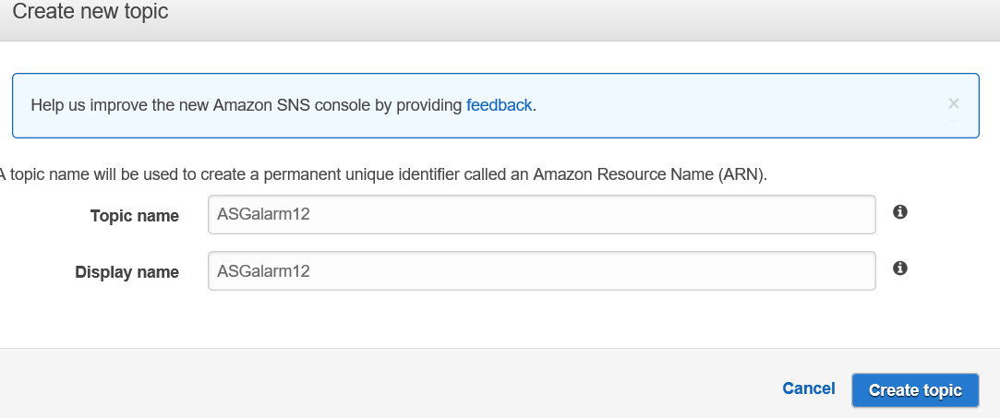 Create new topic
Help us improve the new Amazon SNS console by providing feedback.
×
A topic name will be used to create a permanent unique identifier called an Amazon Resource Name (ARN).
Topic name ASGalarm12
Display name ASGalarm12
Cancel Create topic